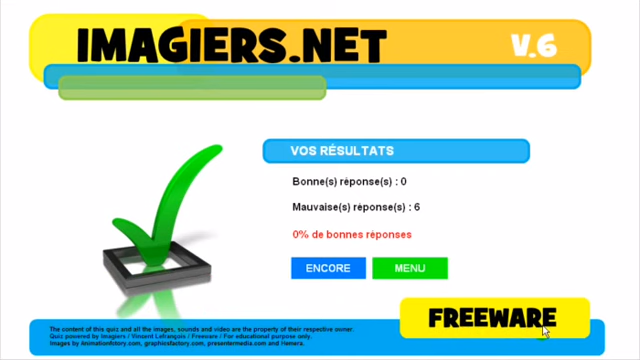 IMAGIERS.NET
V.6
VOS RÉSULTATS
Bonne(s) réponse(s) : 0
Mauvaise(s) réponse(s) : 6
0% de bonnes réponses
ENCORE
MENU
FREEWARE
The content of this quiz and all the images, sounds and video are the property of their respective owner.
Quiz powered by Imagiers / Vincent Lefrançois / Freeware / For educational purpose only.
Images by Animationfactory.com, graphicsfactory.com, presentermedia.com and Hemera.